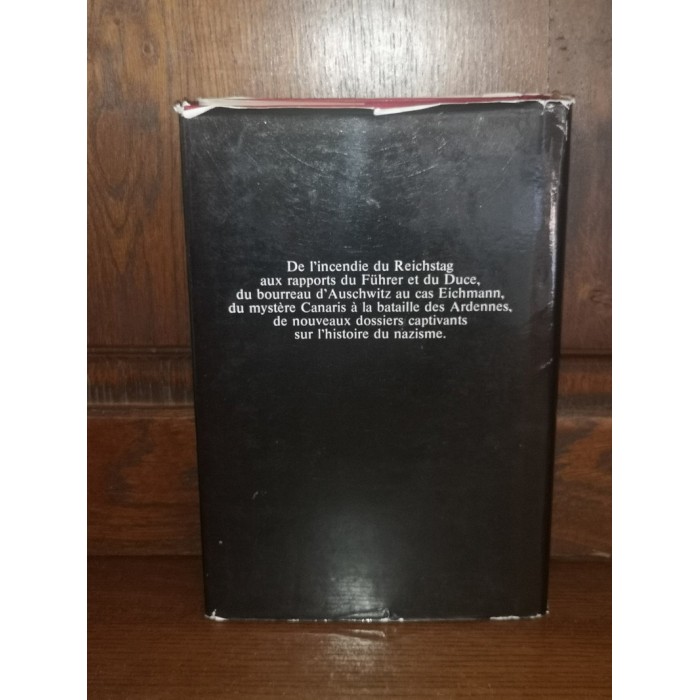 De l'incendie du Reichstag
aux rapports du Führer et du Duce,
du bourreau d'Auschwitz au cas Eichmann,
du mystère Canaris à la bataille des Ardennes,
de nouveaux dossiers captivants
sur l'histoire du nazisme.